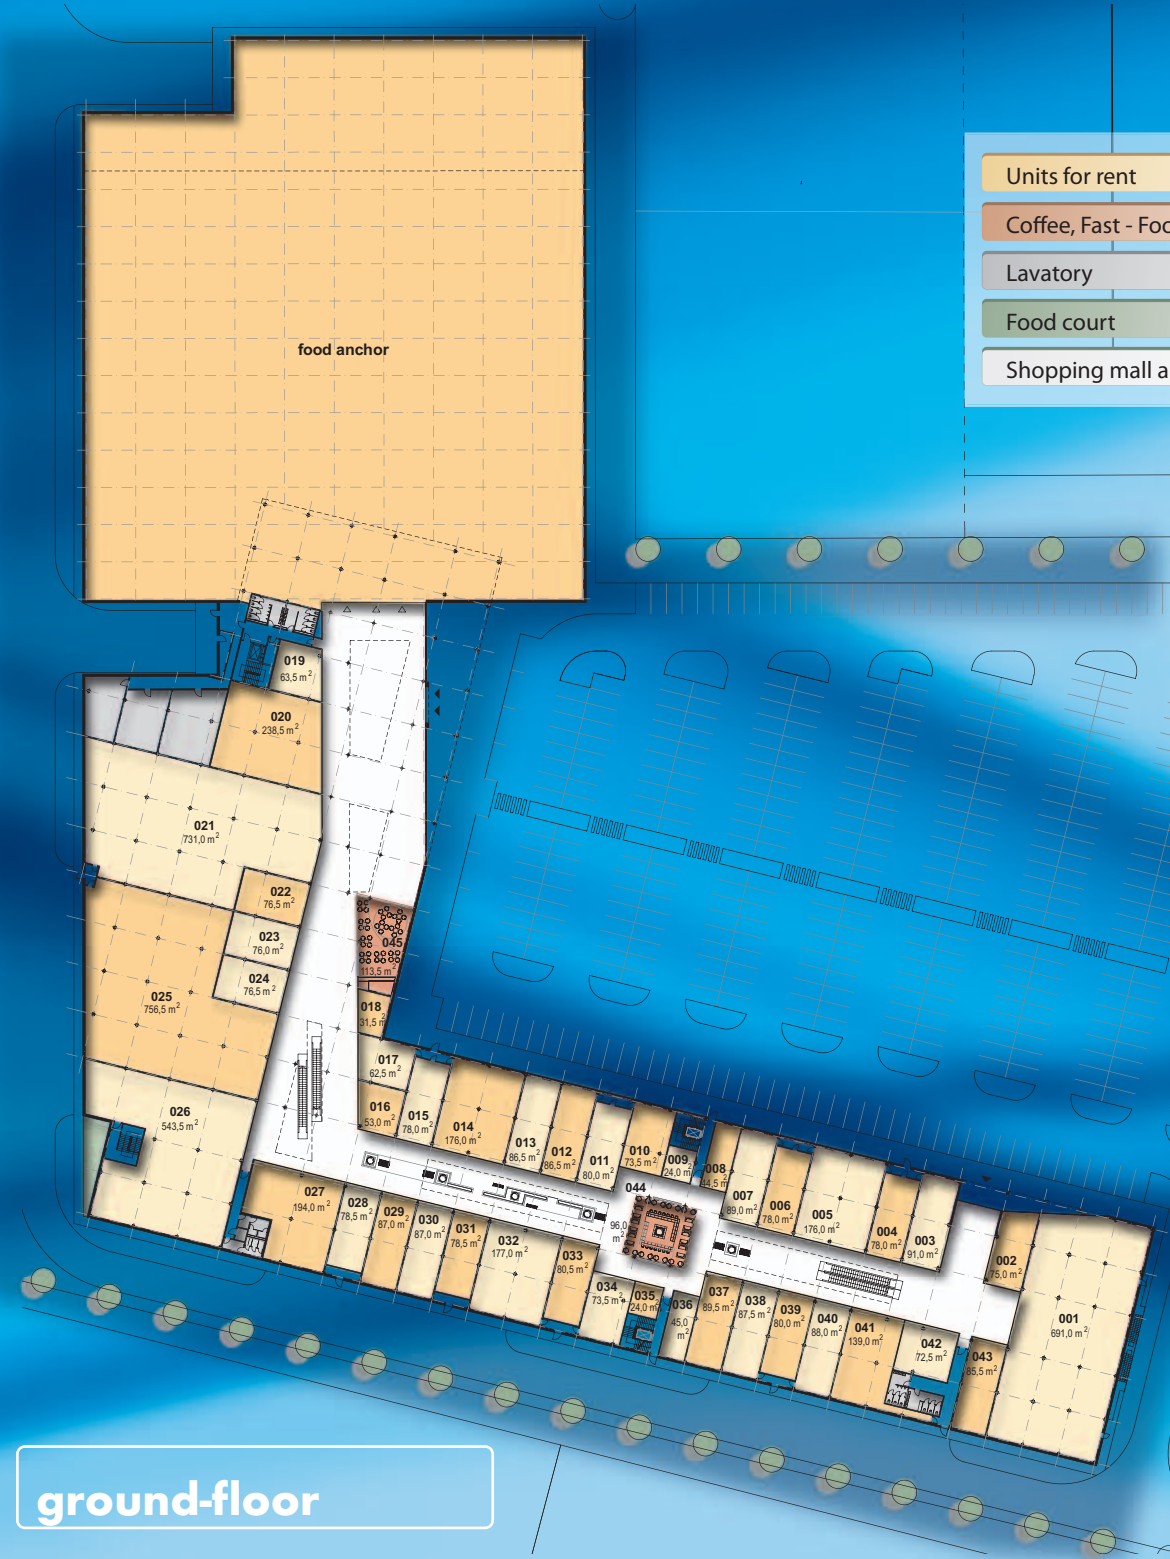 Units for rent
Coffee, Fast - Foo
Lavatory
Food court
Shopping mall a
food anchor
019
63,5 m²
020
238,5 m²
021
731,0 m²
022
76,5 m²
023
76,0 m²
024
76,5 m²
025
756,5 m²
026
543,5 m²
045
113,5 m²
018
31,5 m
017
62,5 m²
016
53,0 m²
015
78,0 m²
014
176,0 m²
013
86,5 m²
012
86,5 m²
011
80,0 m²
010
73,5 m²
009
24,0 m²
008
44,5 m²
007
89,0 m²
006
78,0 m²
005
176,0 m²
004
78,0 m²
003
91,0 m²
002
75,0 m²
001
691,0 m²
044
96,0
m²
027
194,0 m²
028
78,5 m²
029
87,0 m²
030
87,0 m²
031
78,5 m²
032
177,0 m²
033
80,5 m²
034
73,5 m²
035
24,0 m²
036
45,0
m²
037
89,5 m²
038
87,5 m²
039
80,0 m²
040
88,0 m²
041
139,0 m²
042
72,5 m²
043
85,5 m²
ground-floor